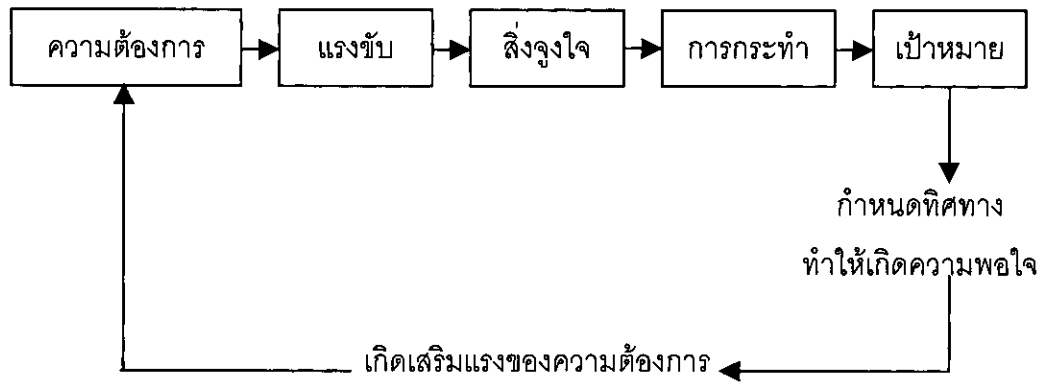 ความต้องการ
แรงขับ
สิ่งจูงใจ
การกระทำ
เป้าหมาย
กำหนดทิศทาง
ทำให้เกิดความพอใจ
เกิดเสริมแรงของความต้องการ